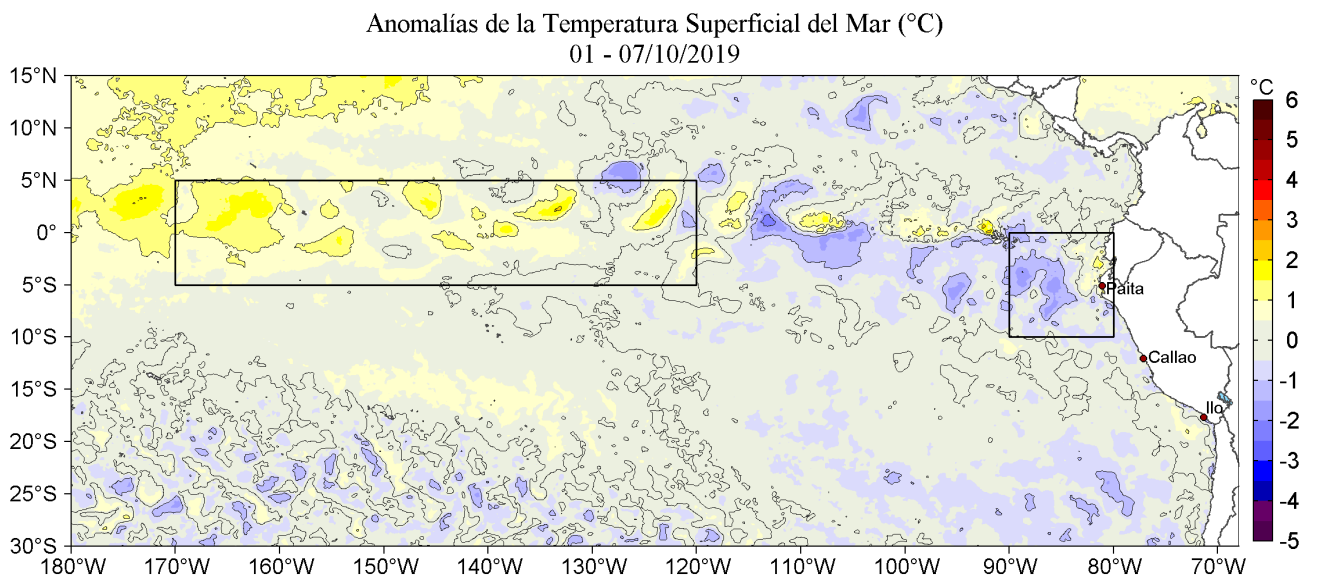 Anomalías de la Temperatura Superficial del Mar (°C)
01 - 07/10/2019
15°N
10°N
5°N
0°
5°S
10°S
15°S
20°S
25°S
30°S
180°W 170°W 160°W 150°W 140°W 130°W 120°W 110°W 100°W 90°W 80°W 70°W
Paita
Callao
Ilo
°C
6
5
4
3
2
1
0
-1
-2
-3
-4
-5